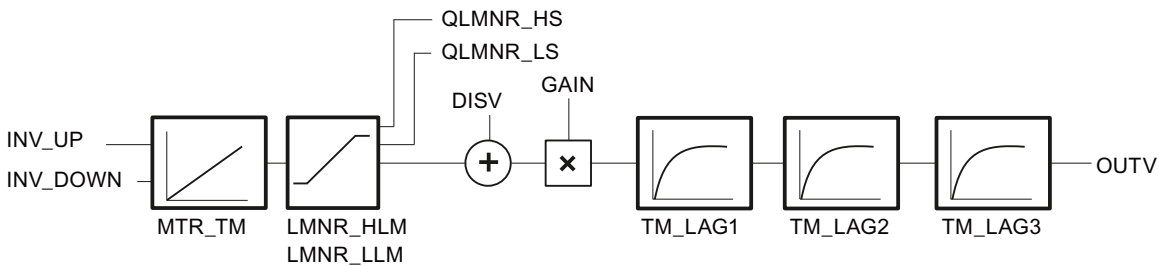 QLMNR_HS
QLMNR_LS
GAIN
DISV
INV_UP
INV_DOWN
+
×
OUTV
MTR_TM
LMNR_HLM
LMNR_LLM
TM_LAG1
TM_LAG2
TM_LAG3